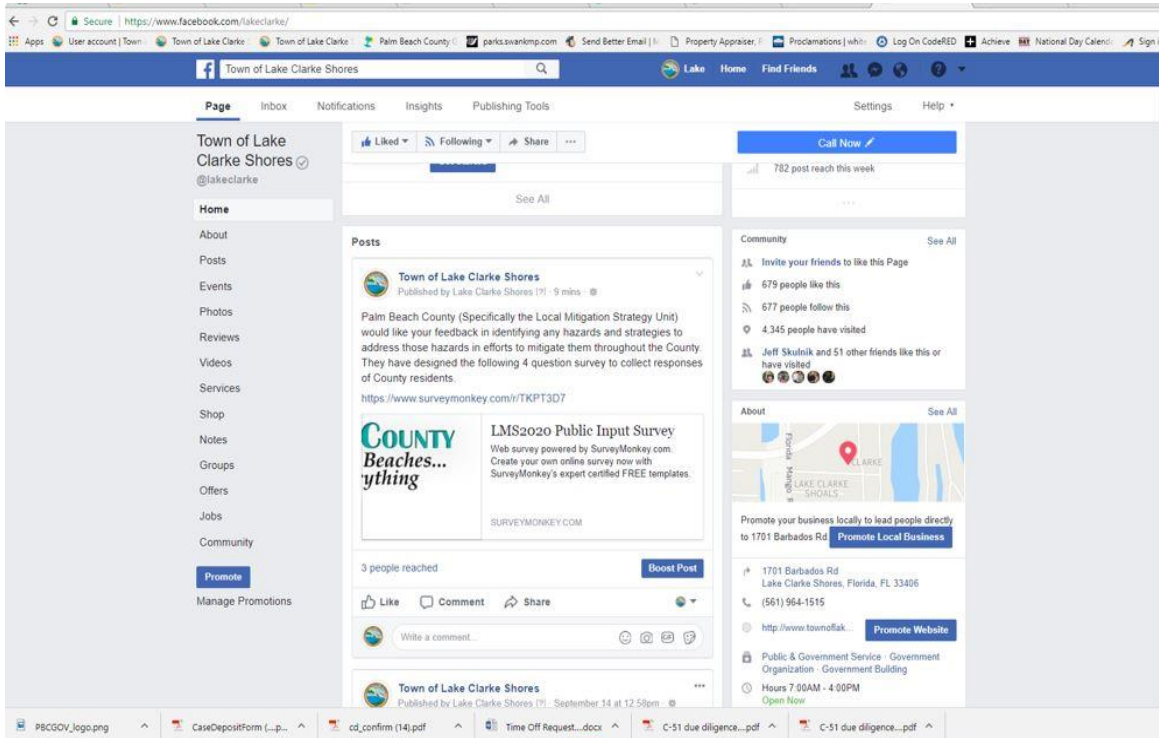 Secure | https://www.facebook.com/lakeclarke/
Apps User account | Town Town of Lake Clarke Town of Lake Clarke Palm Beach County parks.swankmp.com Send Better Email | Property Appraiser, Proclamations | white Log On CodeRED Achieve National Day Calend Sign i
Town of Lake Clarke Shores Lake Home Find Friends
Page Inbox Notifications Insights Publishing Tools Settings Help
Town of Lake
Clarke Shores
@lakeclarke
Home
About
Posts
Events
Photos
Reviews
Videos
Services
Shop
Notes
Groups
Offers
Jobs
Community
Promote
Manage Promotions
Liked Following Share ...
See All
Posts
Town of Lake Clarke Shores
Published by Lake Clarke Shores [?] · 9 mins ·
Palm Beach County (Specifically the Local Mitigation Strategy Unit)
would like your feedback in identifying any hazards and strategies to
address those hazards in efforts to mitigate them throughout the County.
They have designed the following 4 question survey to collect responses
of County residents.
https://www.surveymonkey.com/r/TKPT3D7
COUNTY
Beaches...
ything
LMS2020 Public Input Survey
Web survey powered by SurveyMonkey.com.
Create your own online survey now with
SurveyMonkey's expert certified FREE templates.
SURVEYMONKEY.COM
3 people reached Boost Post
Like Comment Share
Write a comment...
Town of Lake Clarke Shores
Published by Lake Clarke Shores [?] · September 14 at 12:58pm ·
Call Now
782 post reach this week
...
Community See All
Invite your friends to like this Page
679 people like this
677 people follow this
4,345 people have visited
Jeff Skulnik and 51 other friends like this or
have visited
About See All
Florida Mango
CLARKE
LAKE CLARKE
SHOALS
Promote your business locally to lead people directly
to 1701 Barbados Rd. Promote Local Business
1701 Barbados Rd
Lake Clarke Shores, Florida, FL 33406
(561) 964-1515
http://www.townoflak... Promote Website
Public & Government Service · Government
Organization · Government Building
Hours 7:00AM - 4:00PM
Open Now
PBCGOV_logo.png CaseDepositForm (....p... cd_confirm (14).pdf Time Off Request....docx C-51 due diligence....pdf C-51 due diligence....pdf